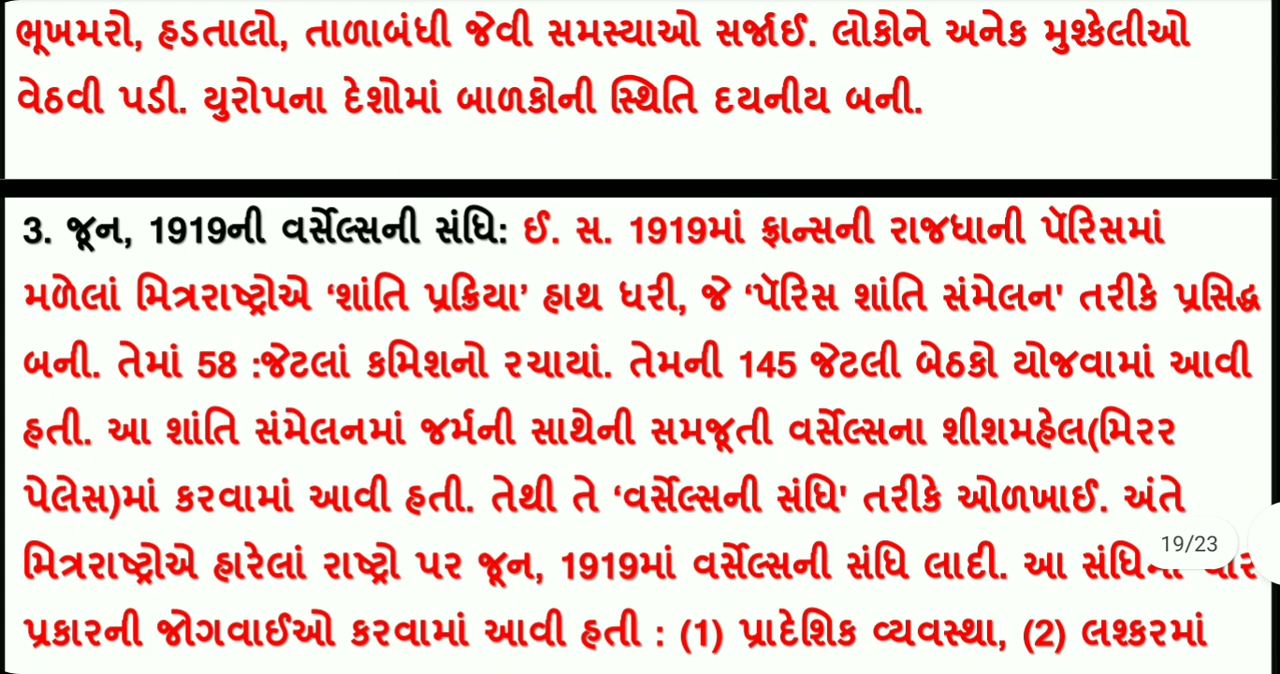 ભૂખમરો, હડતાલો, તાળાબંધી જેવી સમસ્યાઓ સર્જાઈ. લોકોને અનેક મુશ્કેલીઓ
વેઠવી પડી. યુરોપના દેશોમાં બાળકોની સ્થિતિ દયનીય બની.
3. જૂન, 1919ની વર્સેલ્સની સંધિ: ઈ. સ. 1919માં ફ્રાન્સની રાજધાની પૅરિસમાં
મળેલાં મિત્રરાષ્ટ્રોએ ‘શાંતિ પ્રક્રિયા’ હાથ ધરી, જે ‘પૅરિસ શાંતિ સંમેલન' તરીકે પ્રસિદ્ધ
બની. તેમાં 58 :જેટલાં કમિશનો રચાયાં. તેમની 145 જેટલી બેઠકો યોજવામાં આવી
હતી. આ શાંતિ સંમેલનમાં જર્મની સાથેની સમજૂતી વર્સેલ્સના શીશમહેલ(મિરર
પેલેસ)માં કરવામાં આવી હતી. તેથી તે ‘વર્સેલ્સની સંધિ' તરીકે ઓળખાઈ. અંતે
19/23
મિત્રરાષ્ટ્રોએ હારેલાં રાષ્ટ્રો પર જૂન, 1919માં વર્સેલ્સની સંધિ લાદી. આ
પ્રકારની જોગવાઈઓ કરવામાં આવી હતી : (1) પ્રાદેશિક વ્યવસ્થા, (2) લશ્કરમાં